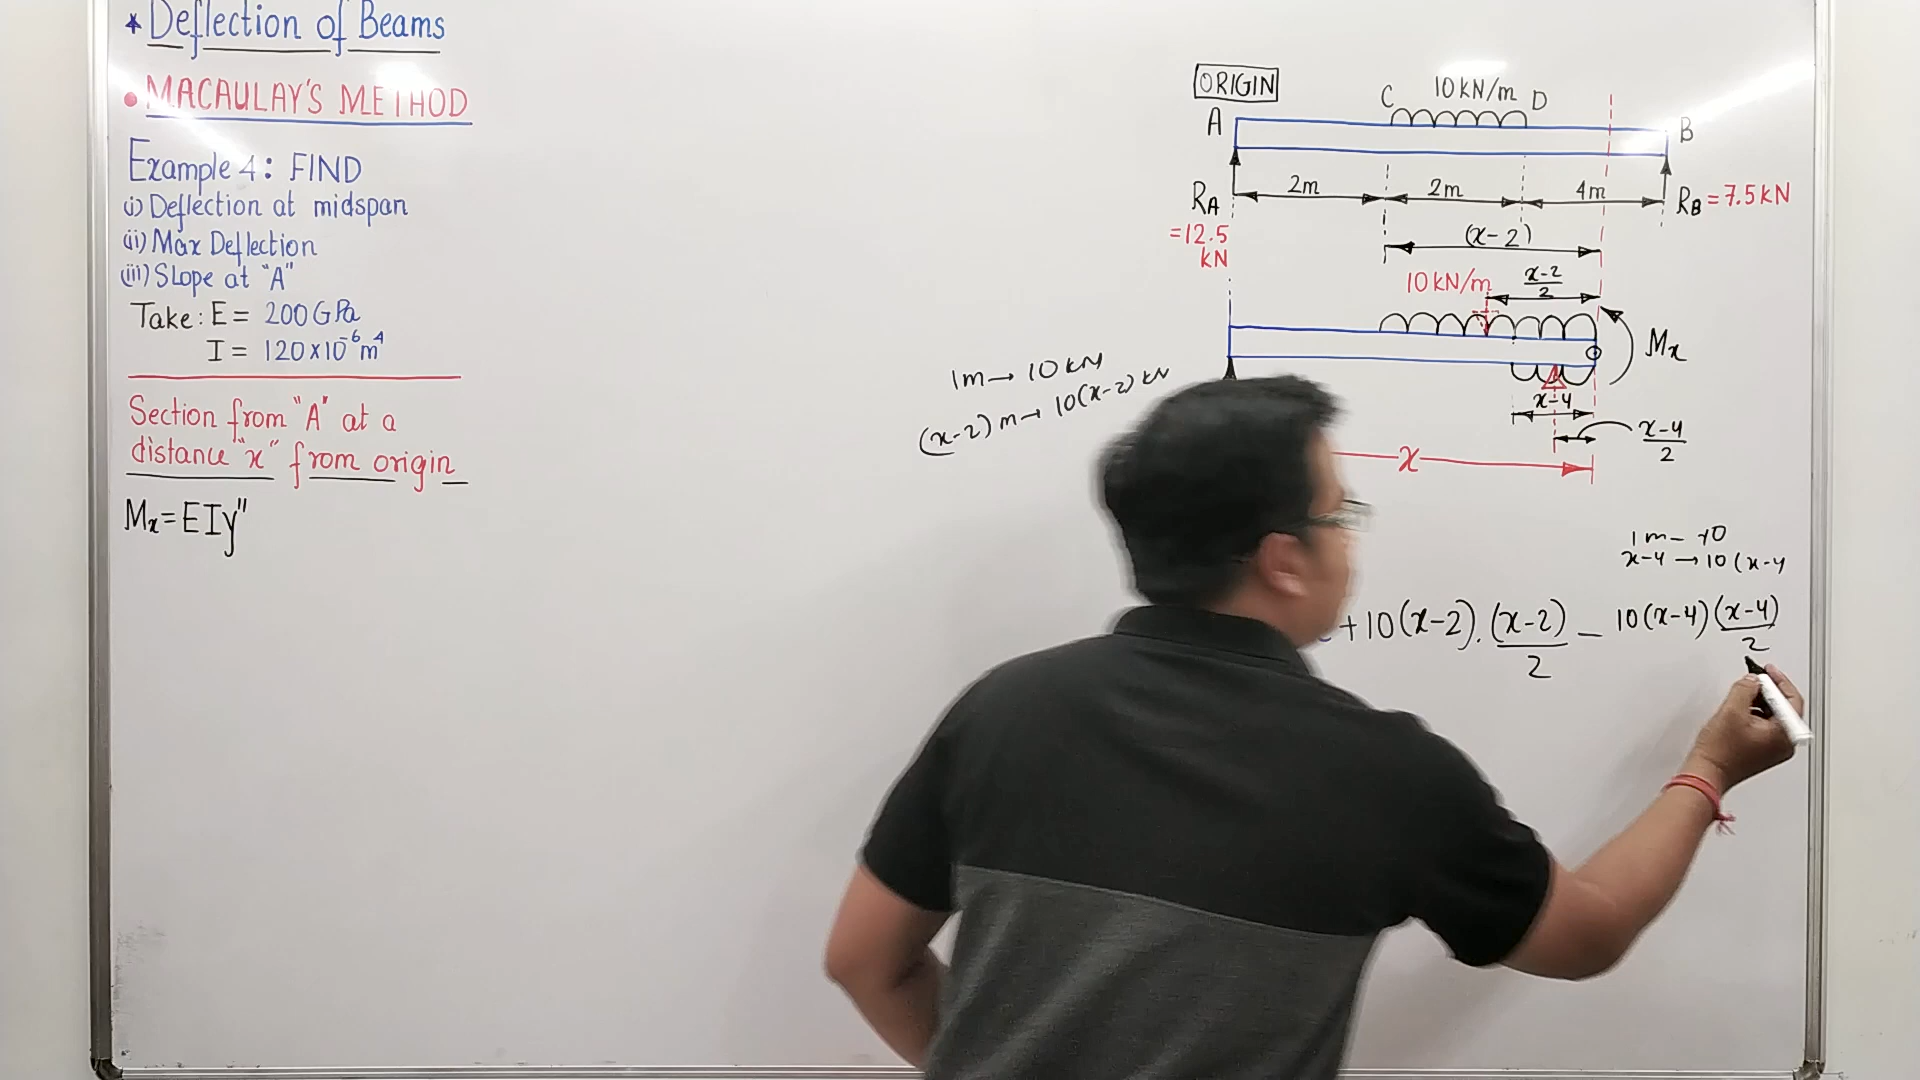 * Deflection of Beams
• MACAULAY'S METHOD
Example 4: FIND
(i) Deflection at midspan
(ii) Max Deflection
(iii) Slope at "A"
Take: E = 200 GPa
I = 120×10⁻⁶m⁴
Section from "A" at a
distance "x" from origin
Mx = EIy"
ORIGIN
C 10 kN/m D
A B
2m 2m 4m
RA = 12.5 kN
RB = 7.5 kN
(x-2)
10 kN/m x-2/2
Mx
x-4
x-4/2
x
1m → 10 kN
(x-2) m → 10(x-2) kN
1m → 10
x-4 → 10(x-4
+10(x-2).(x-2)/2 - 10(x-4)(x-4)/2